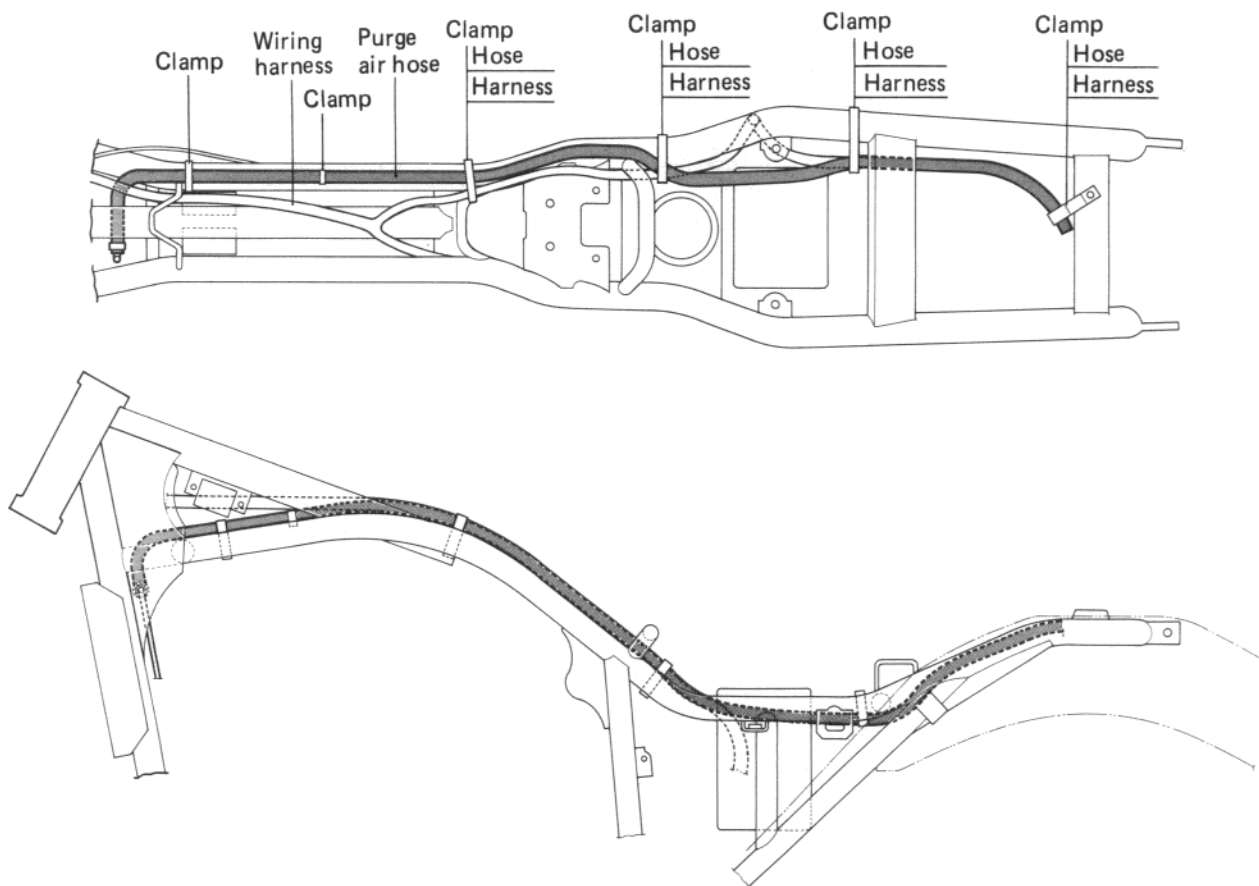 Clamp
Wiring
harness
Clamp
Purge
air hose
Clamp
Hose
Harness
Clamp
Hose
Harness
Clamp
Hose
Harness
Clamp
Hose
Harness